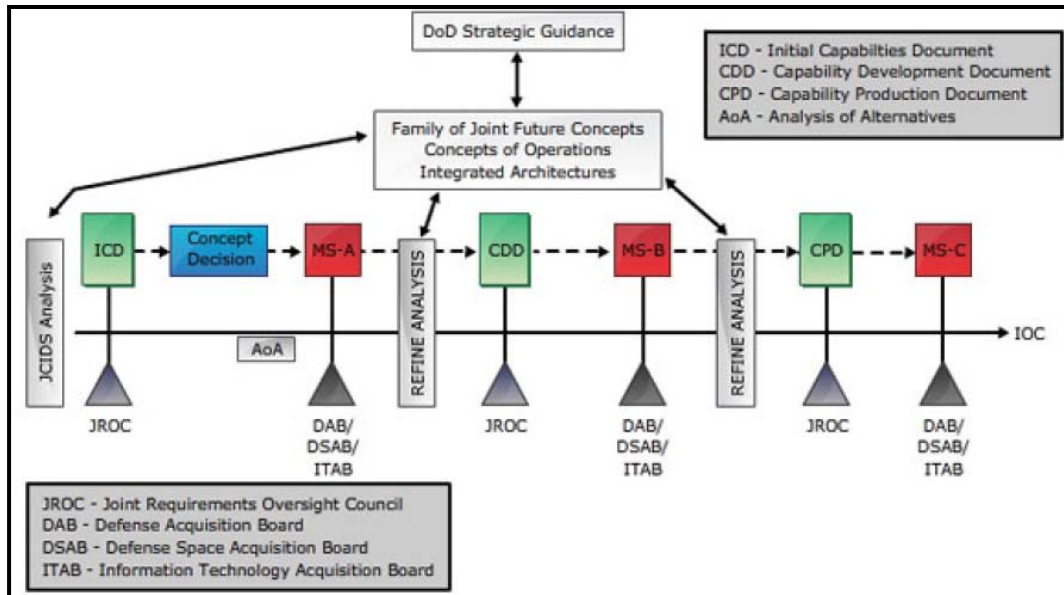 DoD Strategic Guidance
ICD - Initial Capabilties Document
CDD - Capability Development Document
CPD - Capability Production Document
AoA - Analysis of Alternatives
Family of Joint Future Concepts
Concepts of Operations
Integrated Architectures
JCIDS Analysis
ICD
Concept
Decision
MS-A
REFINE ANALYSIS
CDD
MS-B
REFINE ANALYSIS
CPD
MS-C
AoA
IOC
JROC
DAB/
DSAB/
ITAB
JROC
DAB/
DSAB/
ITAB
JROC
DAB/
DSAB/
ITAB
JROC - Joint Requirements Oversight Council
DAB - Defense Acquisition Board
DSAB - Defense Space Acquisition Board
ITAB - Information Technology Acquisition Board